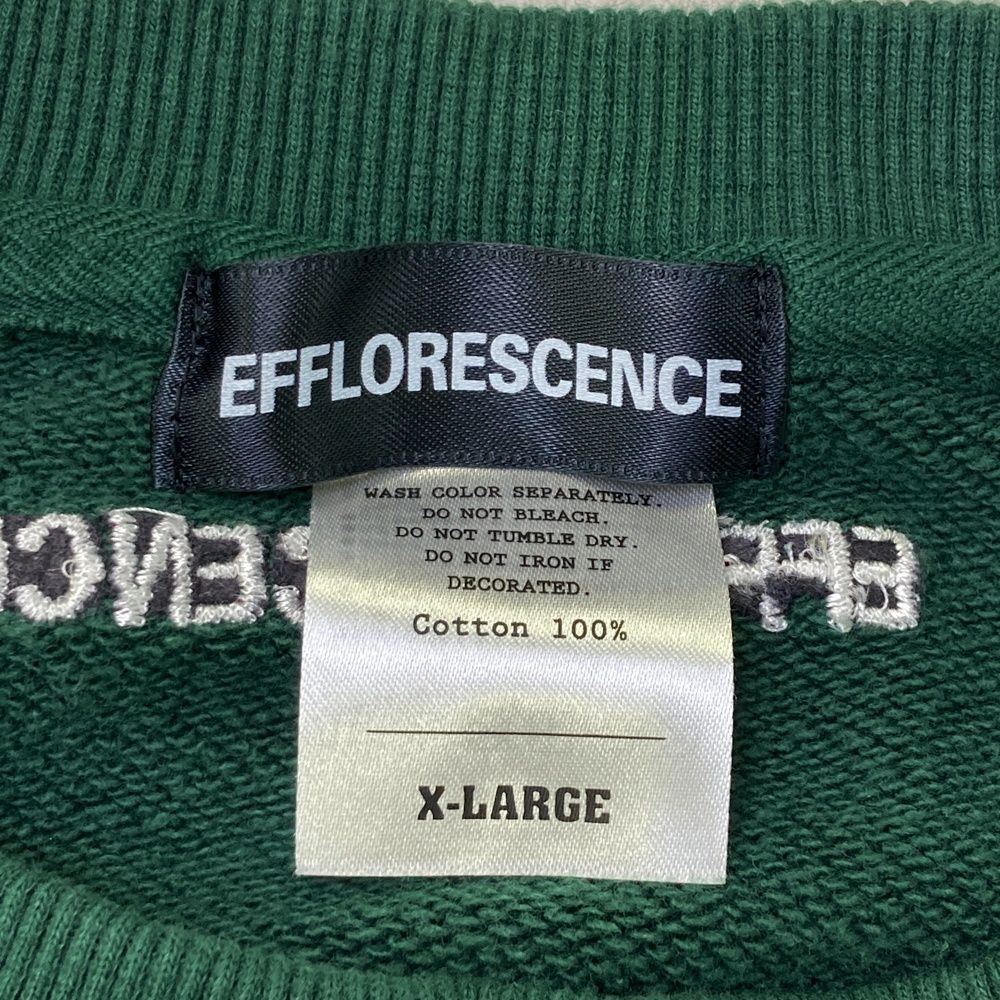 EFFLORESCENCE
WASH COLOR SEPARATELY.
DO NOT BLEACH.
DO NOT TUMBLE DRY.
DO NOT IRON IF
DECORATED.
Cotton 100%
X-LARGE